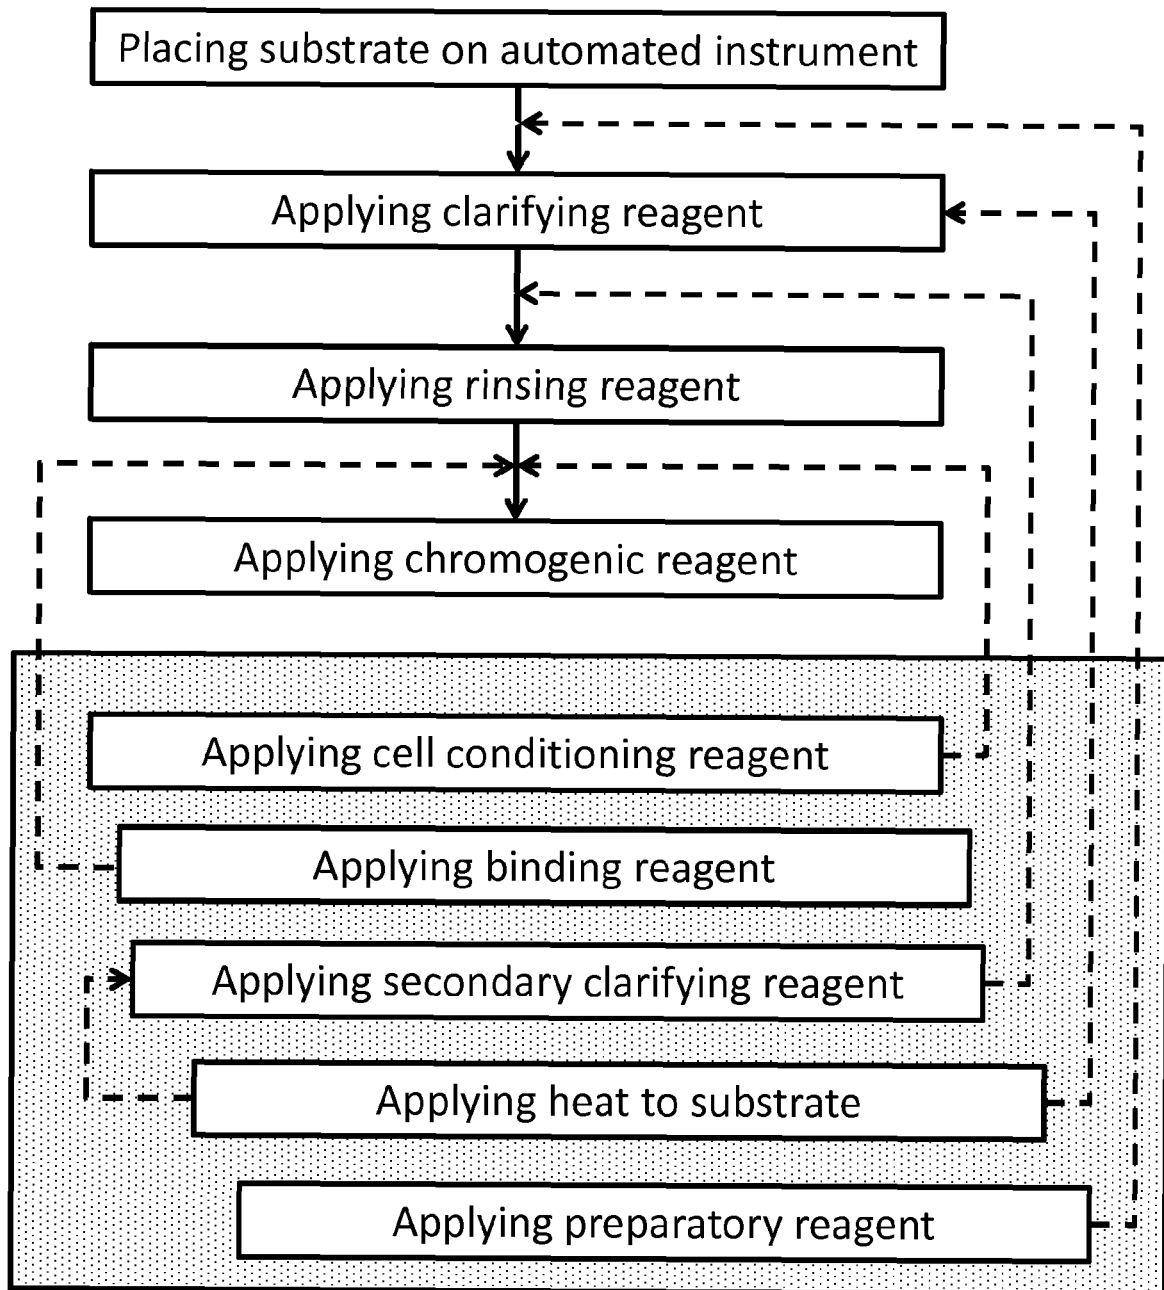 Placing substrate on automated instrument
Applying clarifying reagent
Applying rinsing reagent
Applying chromogenic reagent
Applying cell conditioning reagent
Applying binding reagent
Applying secondary clarifying reagent
Applying heat to substrate
Applying preparatory reagent